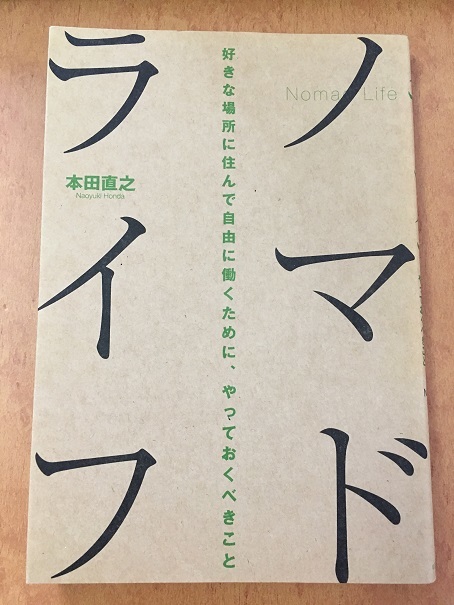 ノマド
ライフ
Nomad Life
好きな場所に住んで自由に働くために、やっておくべきこと
本田直之
Naoyuki Honda